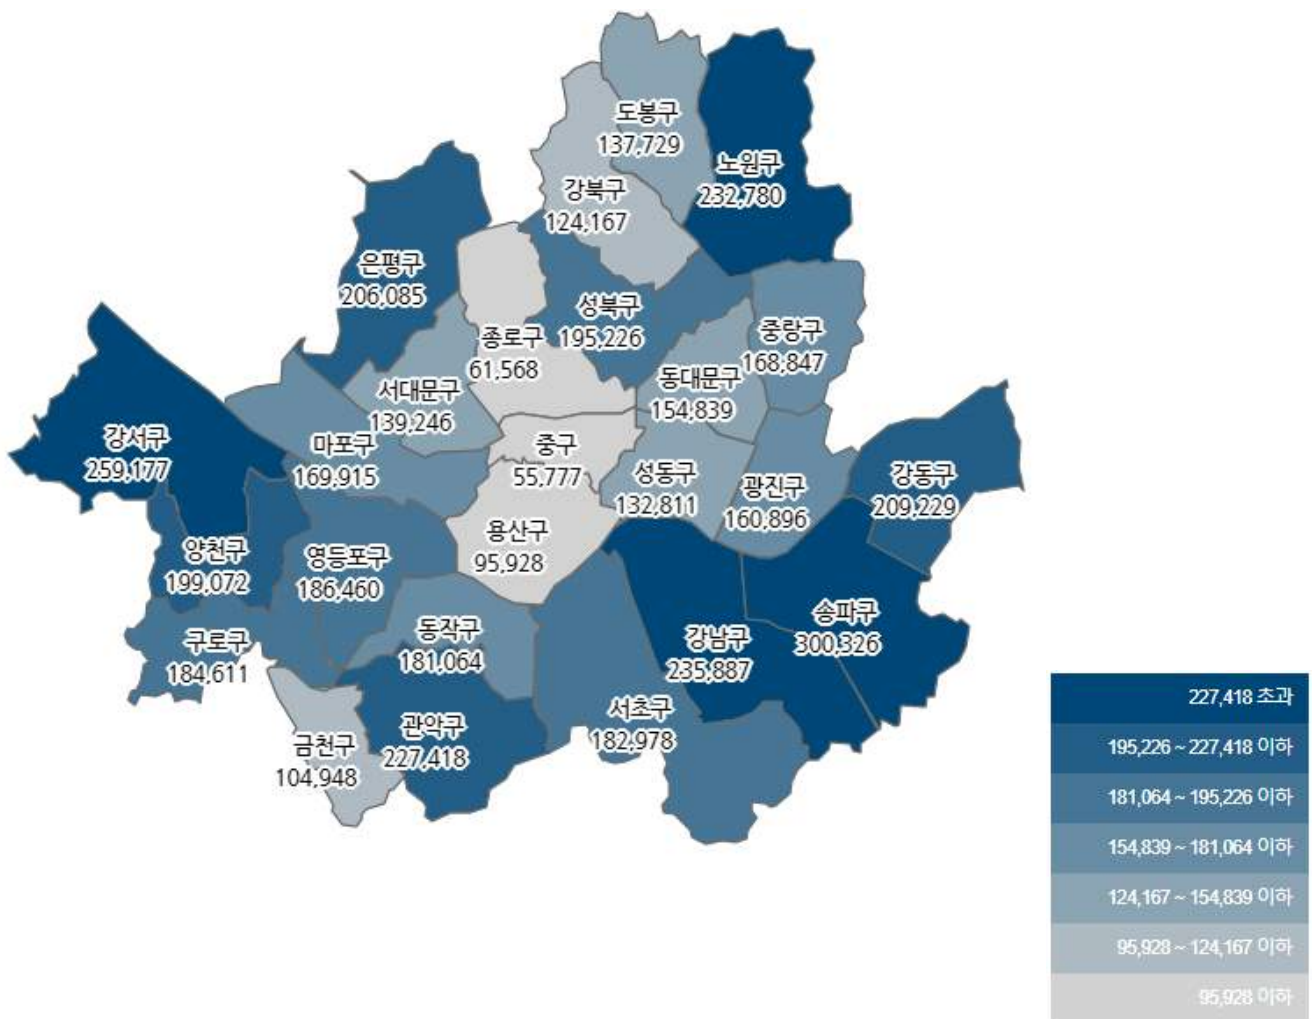 도봉구
137,729
노원구
232,780
강북구
124,167
은평구
206,085
성북구
195,226
종로구
61,568
중랑구
168,847
서대문구
139,246
동대문구
154,839
강서구
259,177
마포구
169,915
중구
55,777
성동구
132,811
광진구
160,896
강동구
209,229
양천구
199,072
영등포구
186,460
용산구
95,928
구로구
184,611
동작구
181,064
강남구
235,887
송파구
300,326
서초구
182,978
금천구
104,948
관악구
227,418
227,418 초과
195,226 ~ 227,418 이하
181,064 ~ 195,226 이하
154,839 ~ 181,064 이하
124,167 ~ 154,839 이하
95,928 ~ 124,167 이하
95,928 이하